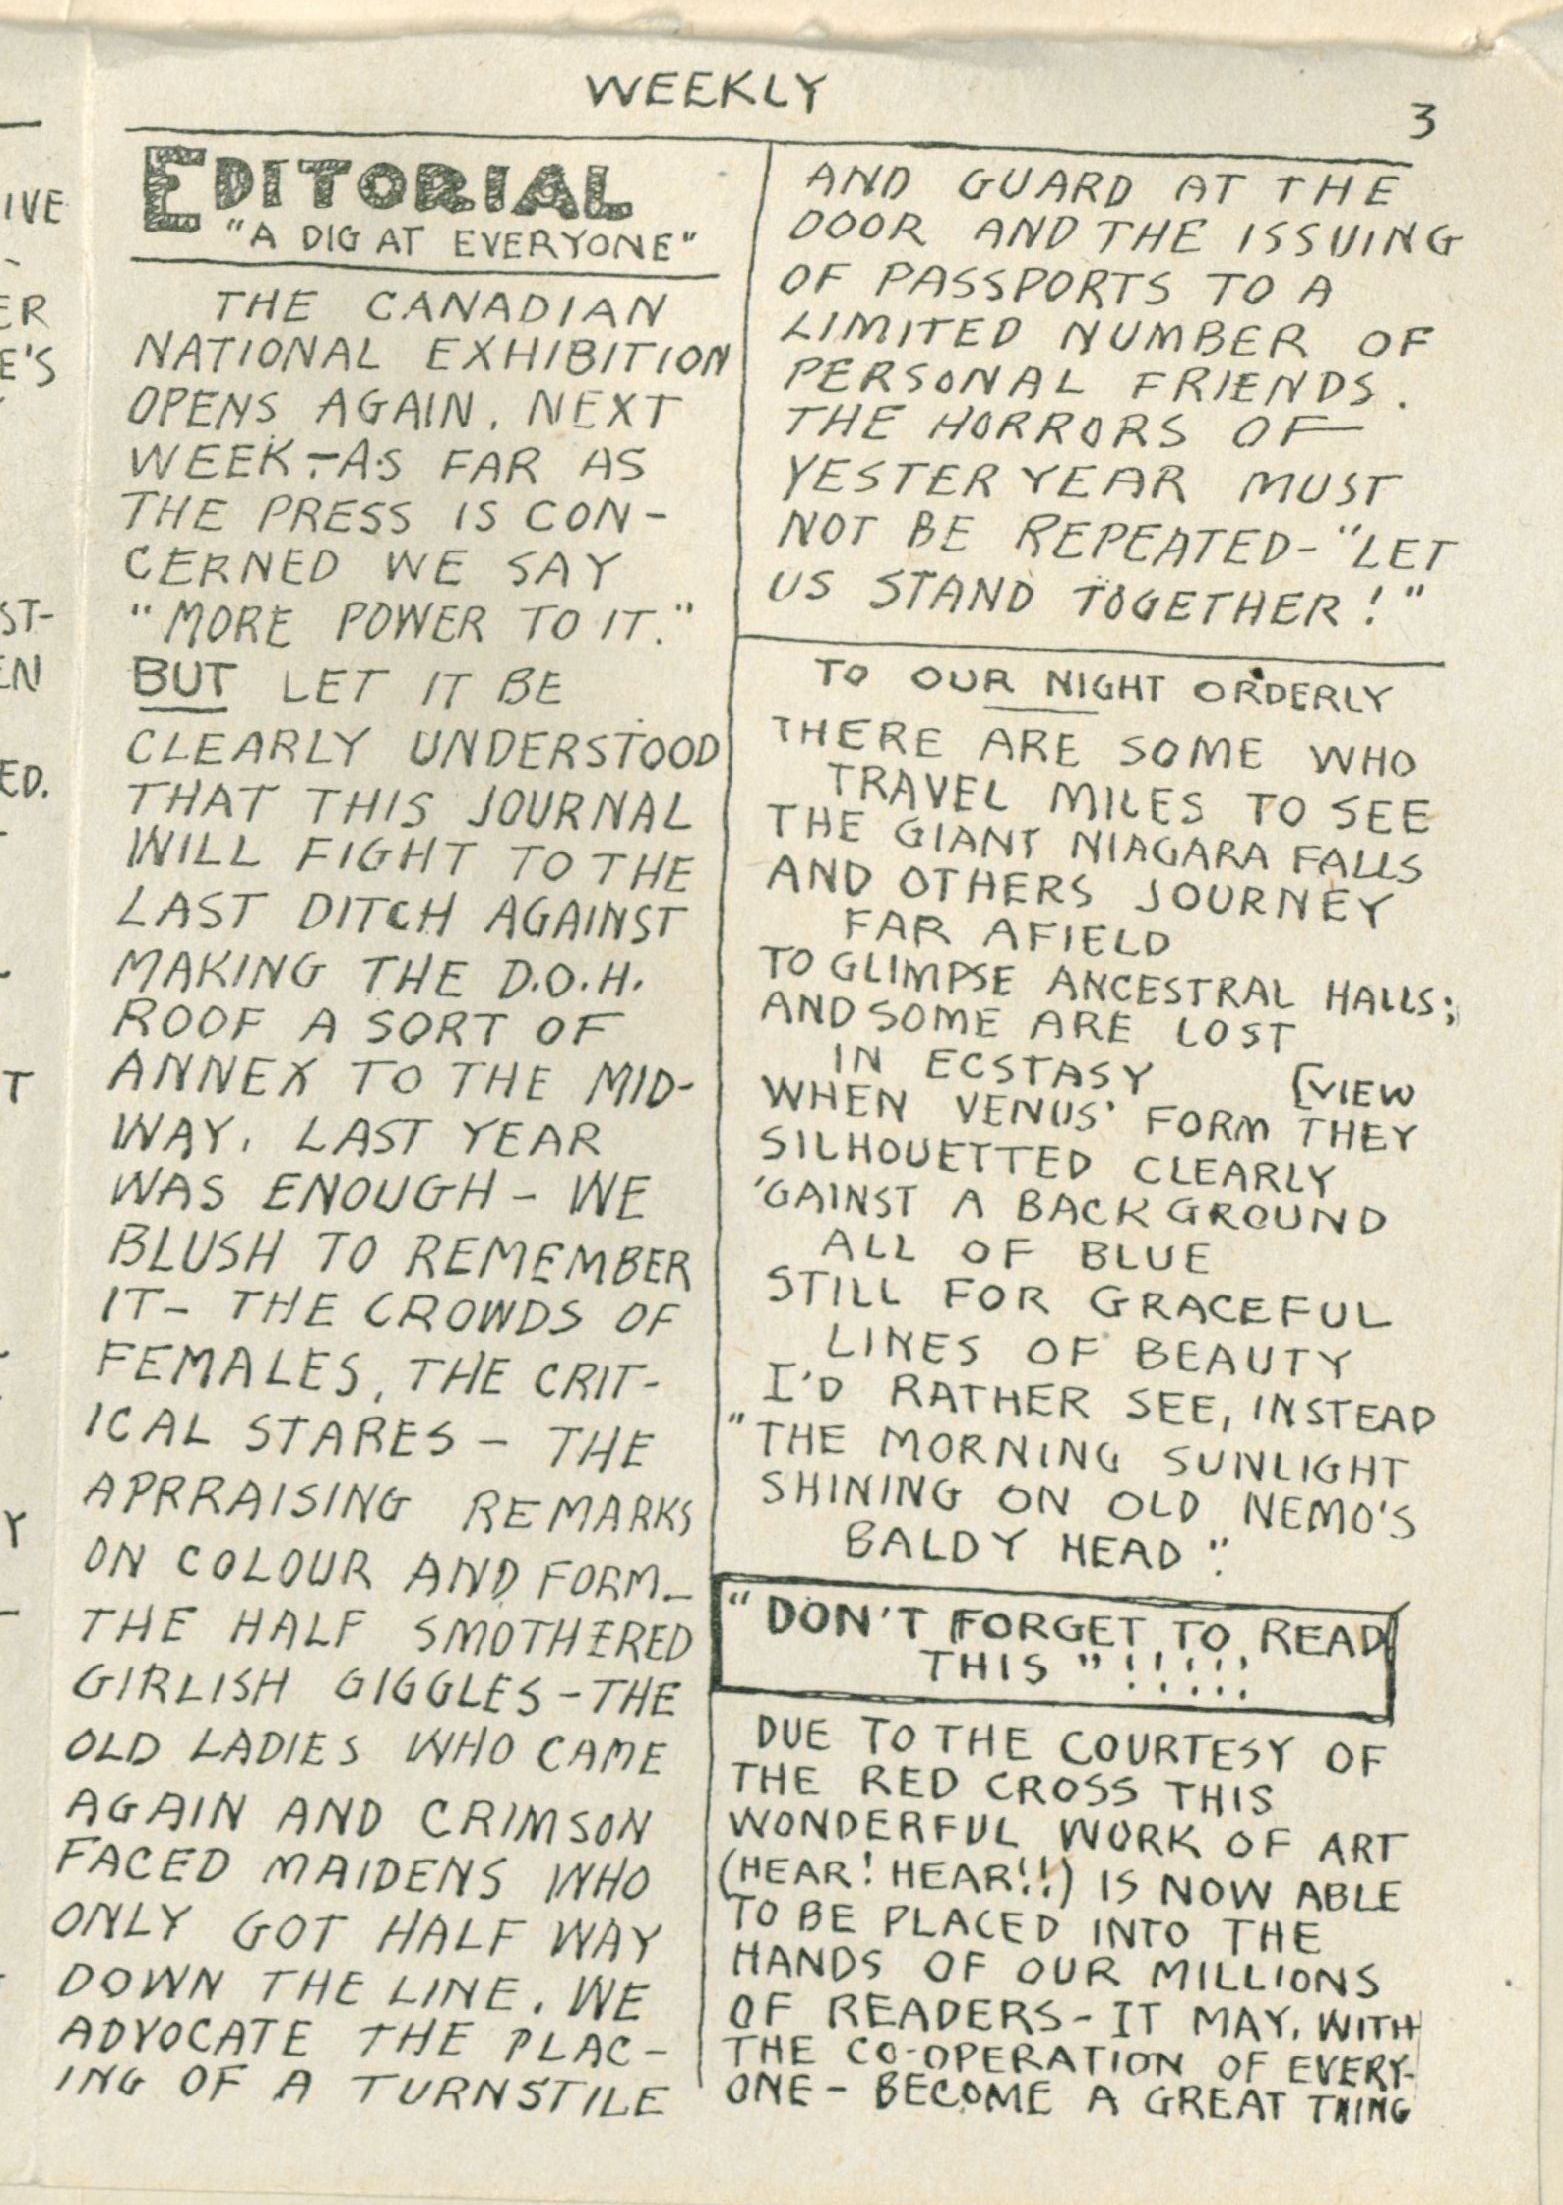 WEEKLY
3
EDITORIAL
"A DIG AT EVERYONE"
THE CANADIAN
NATIONAL EXHIBITION
OPENS AGAIN. NEXT
WEEK.—AS FAR AS
THE PRESS IS CON-
CERNED WE SAY
"MORE POWER TO IT."
BUT LET IT BE
CLEARLY UNDERSTOOD
THAT THIS JOURNAL
WILL FIGHT TO THE
LAST DITCH AGAINST
MAKING THE D.O.H.
ROOF A SORT OF
ANNEX TO THE MID-
WAY. LAST YEAR
WAS ENOUGH - WE
BLUSH TO REMEMBER
IT- THE CROWDS OF
FEMALES, THE CRIT-
ICAL STARES - THE
APRRAISING REMARKS
ON COLOUR AND FORM-
THE HALF SMOTHERED
GIRLISH GIGGLES - THE
OLD LADIES WHO CAME
AGAIN AND CRIMSON
FACED MAIDENS WHO
ONLY GOT HALF WAY
DOWN THE LINE. WE
ADVOCATE THE PLAC-
ING OF A TURNSTILE
AND GUARD AT THE
DOOR AND THE ISSUING
OF PASSPORTS TO A
LIMITED NUMBER OF
PERSONAL FRIENDS.
THE HORRORS OF
YESTER YEAR MUST
NOT BE REPEATED- "LET
US STAND TOGETHER!"
TO OUR NIGHT ORDERLY
THERE ARE SOME WHO
TRAVEL MILES TO SEE
THE GIANT NIAGARA FALLS
AND OTHERS JOURNEY
FAR AFIELD
TO GLIMPSE ANCESTRAL HALLS;
AND SOME ARE LOST
IN ECSTASY [VIEW
WHEN VENUS' FORM THEY
SILHOUETTED CLEARLY
'GAINST A BACKGROUND
ALL OF BLUE
STILL FOR GRACEFUL
LINES OF BEAUTY
I'D RATHER SEE, INSTEAD
"THE MORNING SUNLIGHT
SHINING ON OLD NEMO'S
BALDY HEAD".
"DON'T FORGET TO READ
THIS"!!!!!
DUE TO THE COURTESY OF
THE RED CROSS THIS
WONDERFUL WORK OF ART
(HEAR! HEAR!!) IS NOW ABLE
TO BE PLACED INTO THE
HANDS OF OUR MILLIONS
OF READERS - IT MAY, WITH
THE CO-OPERATION OF EVERY-
ONE - BECOME A GREAT THING